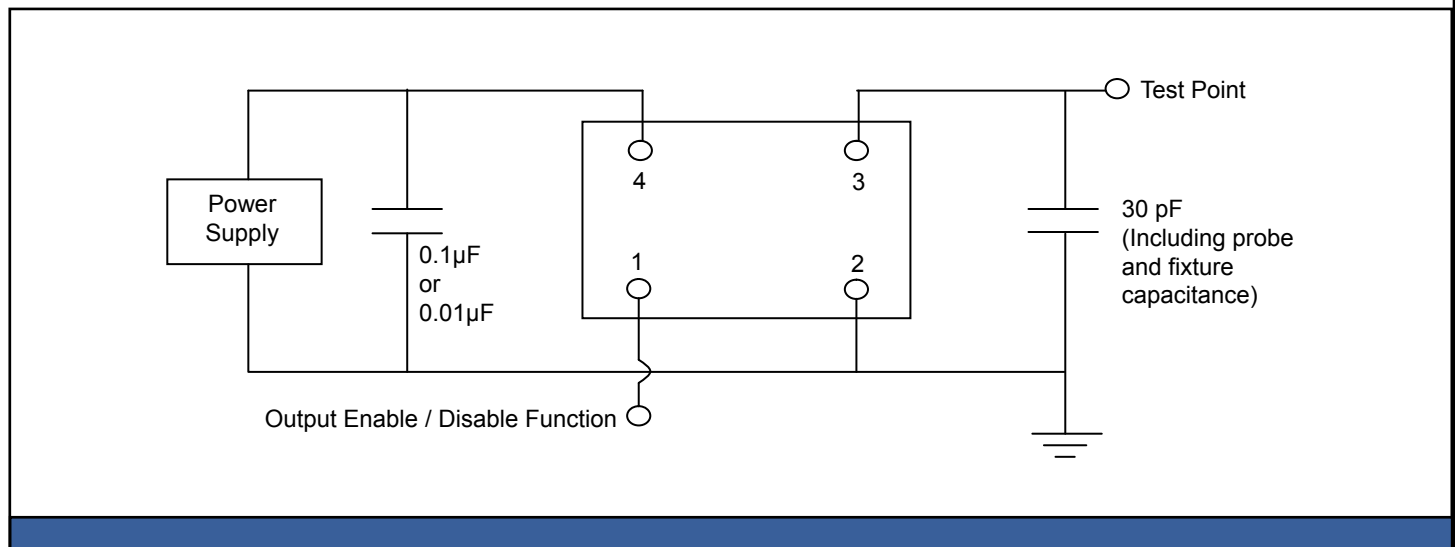 Test Point
4
3
Power
Supply
30 pF
(Including probe
and fixture
capacitance)
0.1µF
or
0.01µF
1
2
Output Enable / Disable Function